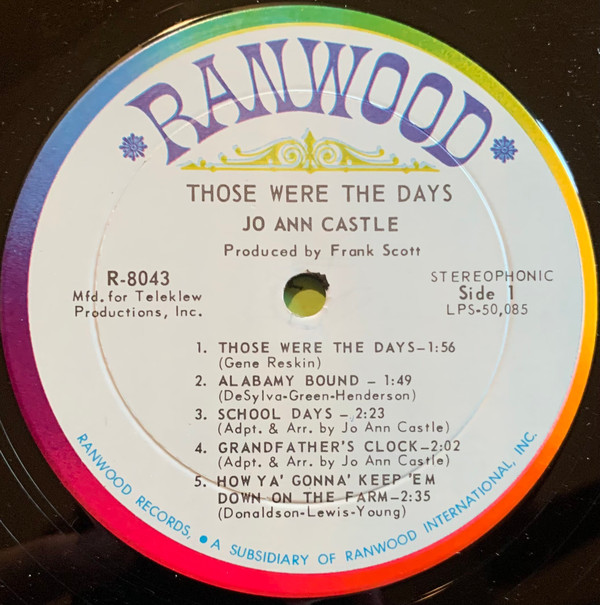 RANWOOD
THOSE WERE THE DAYS
JO ANN CASTLE
Produced by Frank Scott
R-8043
Mfd. for Teleklew
Productions, Inc.
STEREOPHONIC
Side 1
LPS-50,085
1. THOSE WERE THE DAYS—1:56
(Gene Reskin)
2. ALABAMY BOUND – 1:49
(DeSylva-Green-Henderson)
3. SCHOOL DAYS – 2:23
(Adpt. & Arr. by Jo Ann Castle)
4. GRANDFATHER'S CLOCK—2:02
(Adpt. & Arr. by Jo Ann Castle)
5. HOW YA' GONNA' KEEP 'EM
DOWN ON THE FARM—2:35
(Donaldson-Lewis-Young)
RANWOOD RECORDS, ● A SUBSIDIARY OF RANWOOD INTERNATIONAL, INC.